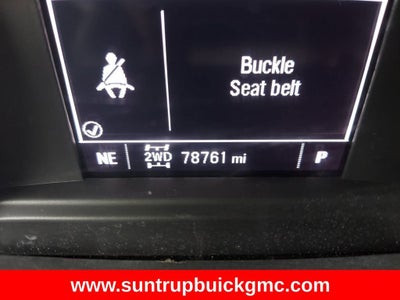 Buckle
Seat belt
NE 2WD 78761 mi P
www.suntrupbuickgmc.com